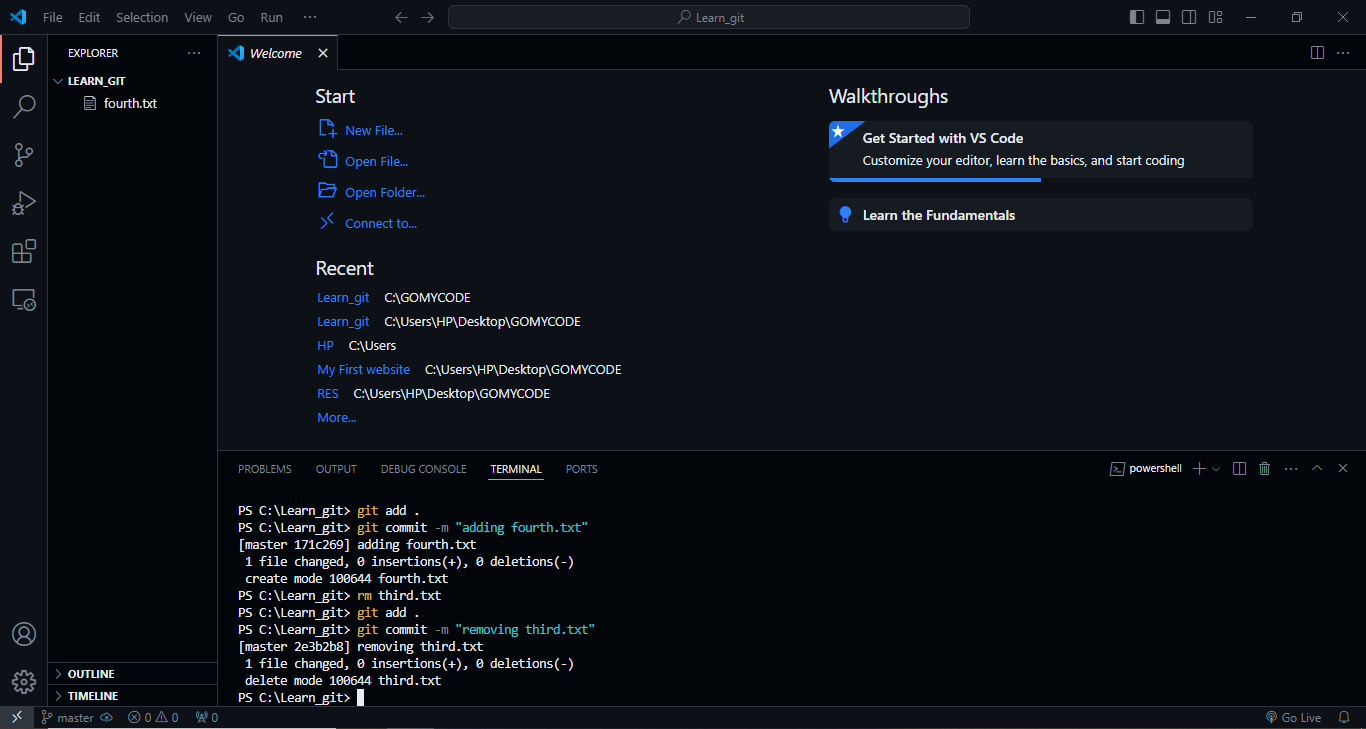 File Edit Selection View Go Run ··· Learn_git
EXPLORER ···
LEARN_GIT
fourth.txt
OUTLINE
TIMELINE
Welcome
Start
New File...
Open File...
Open Folder...
Connect to...
Recent
Learn_git C:\GOMYCODE
Learn_git C:\Users\HP\Desktop\GOMYCODE
HP C:\Users
My First website C:\Users\HP\Desktop\GOMYCODE
RES C:\Users\HP\Desktop\GOMYCODE
More...
Walkthroughs
Get Started with VS Code
Customize your editor, learn the basics, and start coding
Learn the Fundamentals
PROBLEMS OUTPUT DEBUG CONSOLE TERMINAL PORTS powershell
PS C:\Learn_git> git add .
PS C:\Learn_git> git commit -m "adding fourth.txt"
[master 171c269] adding fourth.txt
1 file changed, 0 insertions(+), 0 deletions(-)
create mode 100644 fourth.txt
PS C:\Learn_git> rm third.txt
PS C:\Learn_git> git add .
PS C:\Learn_git> git commit -m "removing third.txt"
[master 2e3b2b8] removing third.txt
1 file changed, 0 insertions(+), 0 deletions(-)
delete mode 100644 third.txt
PS C:\Learn_git>
master 0 0 0 Go Live